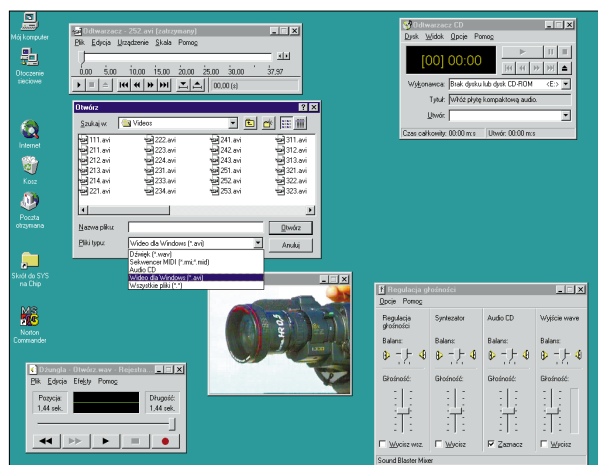 Mój komputer
Otoczenie
sieciowe
Internet
Kosz
Poczta
otrzymana
Skrót do SYS
na Chip
Norton
Commander
Odtwarzacz - 252.avi (zatrzymany)
Plik Edycja Urządzenie Skala Pomoc
0,00 5,00 10,00 15,00 20,00 25,00 30,00 37,97
00,00 (s)
Otwórz
Szukaj w: Videos
111.avi 222.avi 241.avi 311.avi
211.avi 223.avi 242.avi 312.avi
212.avi 224.avi 243.avi 313.avi
213.avi 231.avi 251.avi 321.avi
214.avi 233.avi 252.avi 322.avi
221.avi 234.avi 253.avi 323.avi
Nazwa pliku: Otwórz
Pliki typu: Wideo dla Windows (*.avi) Anuluj
Dźwięk (*.wav)
Sekwencer MIDI (*.mid;*.rmi)
Audio CD
Wideo dla Windows (*.avi)
Wszystkie pliki (*.*)
Odtwarzacz CD
Dysk Widok Opcje Pomoc
[00] 00:00
Wykonawca: Brak dysku lub dysk CD-ROM <E:>
Tytuł: Włóż płytę kompaktową audio.
Utwór:
Czas całkowity: 00:00 m:s Utwór: 00:00 m:s
Dżungla - Otwórz.wav - Rejestra...
Plik Edycja Efekty Pomoc
Pozycja: Długość:
1,44 sek. 1,44 sek.
Regulacja głośności
Opcje Pomoc
Regulacja głośności Syntezator Audio CD Wyjście wave
Balans: Balans: Balans: Balans:
Głośność: Głośność: Głośność: Głośność:
Wycisz wsz. Wycisz Zaznacz Wycisz
Sound Blaster Mixer